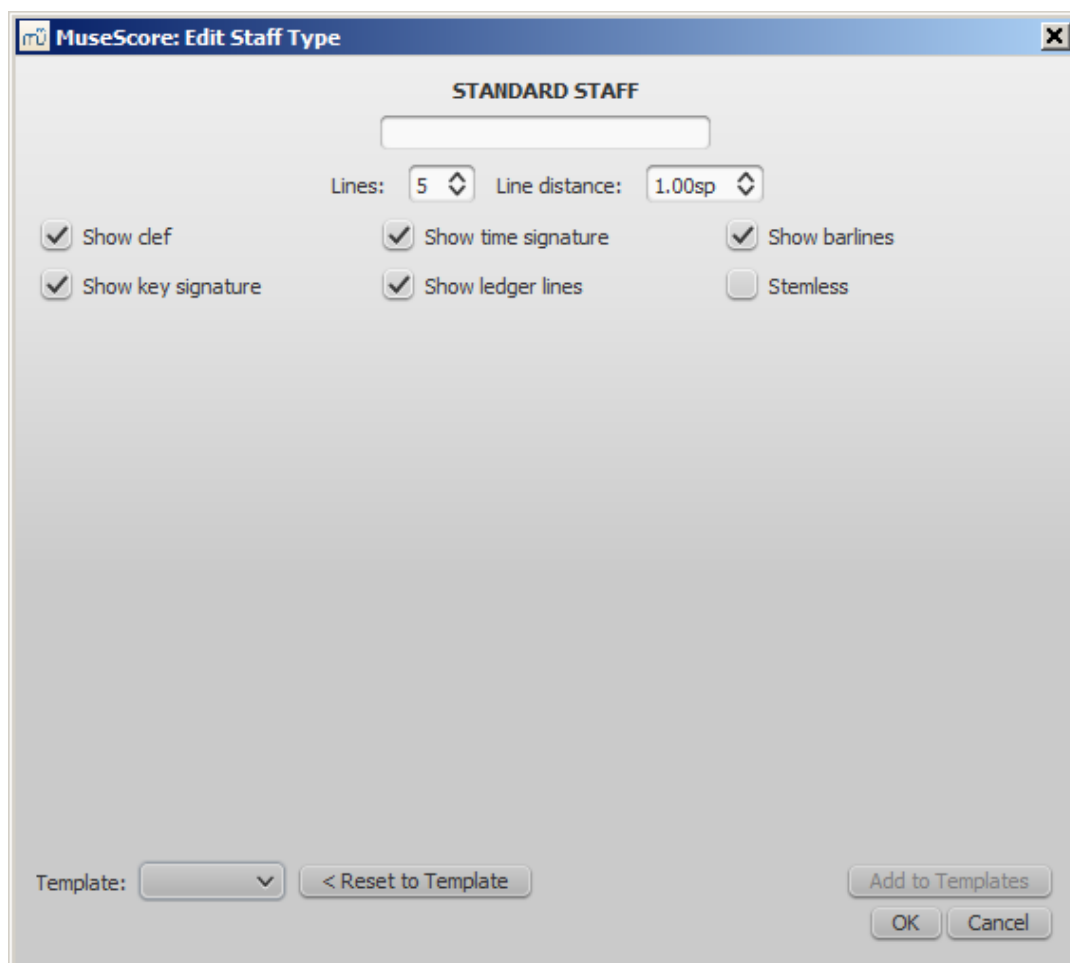 MuseScore: Edit Staff Type
STANDARD STAFF
Lines: 5 Line distance: 1.00sp
Show clef Show time signature Show barlines
Show key signature Show ledger lines Stemless
Template: < Reset to Template Add to Templates
OK Cancel